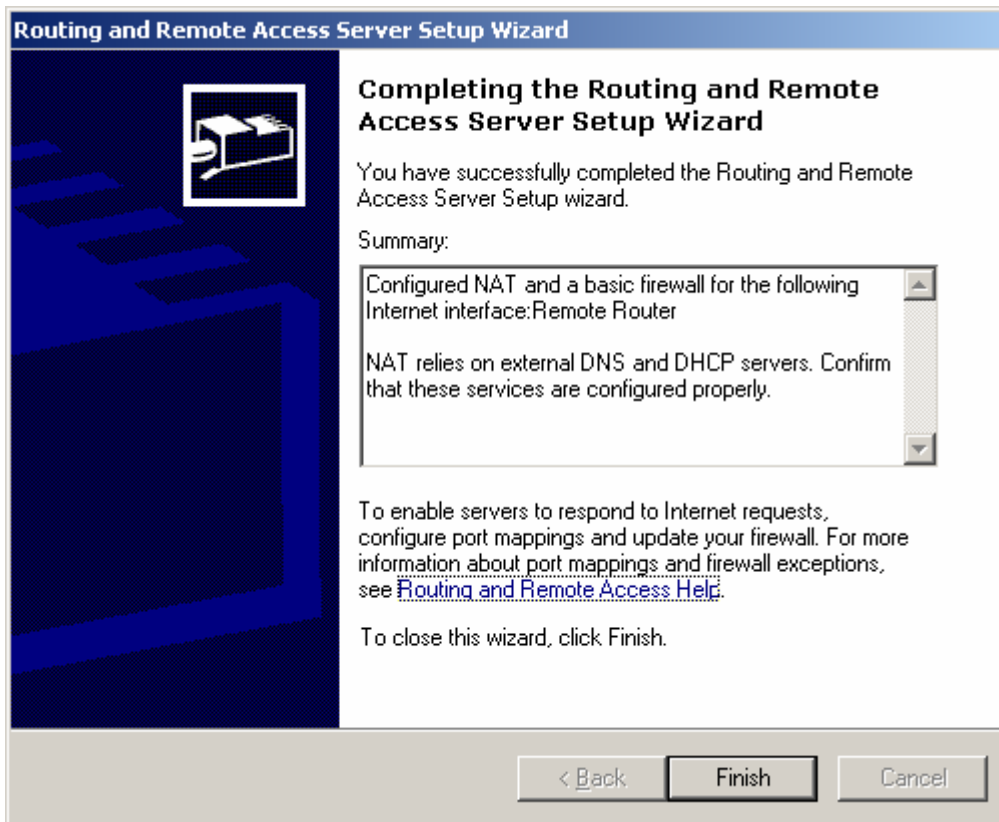 Routing and Remote Access Server Setup Wizard
Completing the Routing and Remote
Access Server Setup Wizard
You have successfully completed the Routing and Remote
Access Server Setup wizard.
Summary:
Configured NAT and a basic firewall for the following
Internet interface:Remote Router
NAT relies on external DNS and DHCP servers. Confirm
that these services are configured properly.
To enable servers to respond to Internet requests,
configure port mappings and update your firewall. For more
information about port mappings and firewall exceptions,
see Routing and Remote Access Help.
To close this wizard, click Finish.
< Back
Finish
Cancel